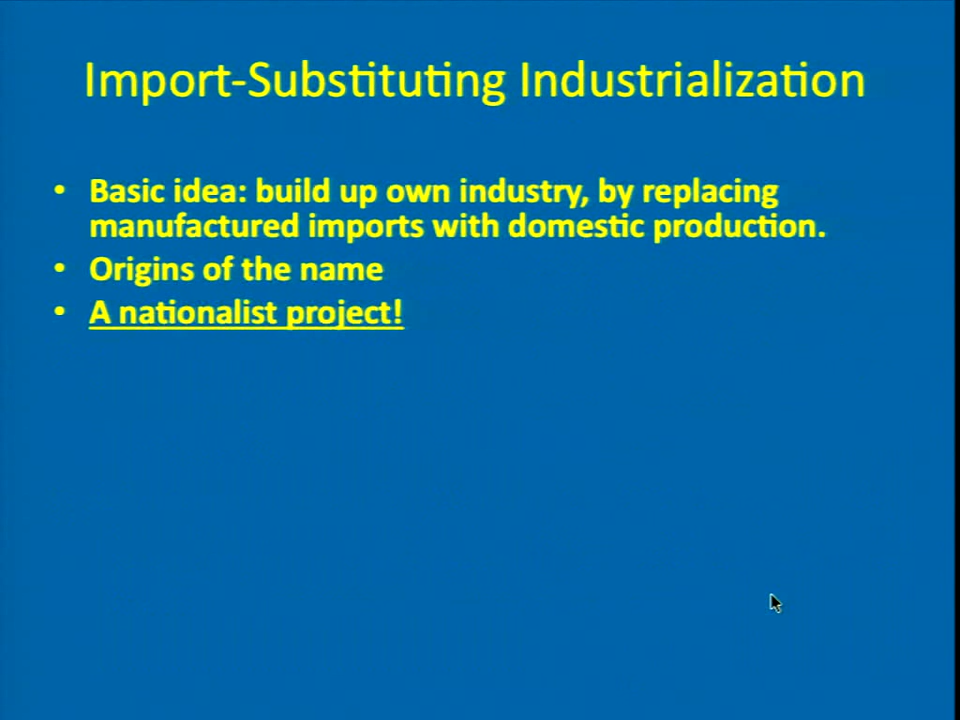 Import-Substituting Industrialization
• Basic idea: build up own industry, by replacing
manufactured imports with domestic production.
• Origins of the name
• A nationalist project!